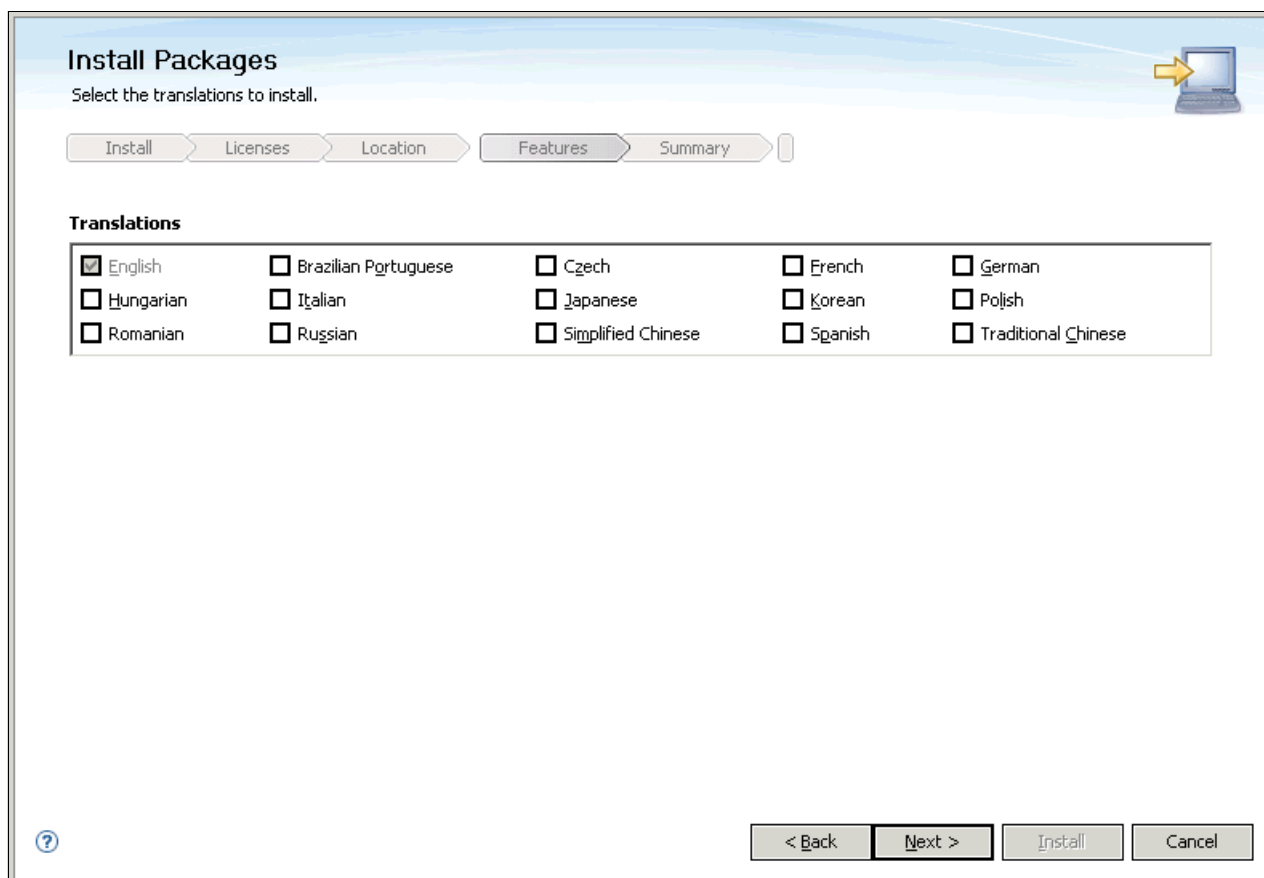 Install Packages
Select the translations to install.
Install Licenses Location Features Summary
Translations
English Brazilian Portuguese Czech French German
Hungarian Italian Japanese Korean Polish
Romanian Russian Simplified Chinese Spanish Traditional Chinese
? < Back Next > Install Cancel